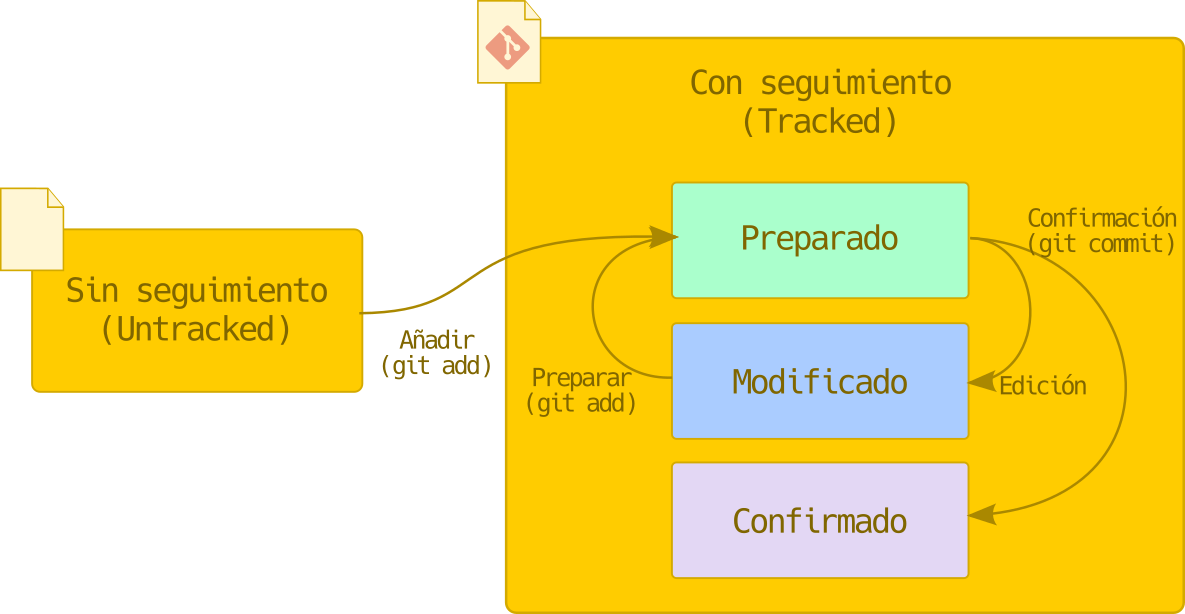 Con seguimiento
(Tracked)
Sin seguimiento
(Untracked)
Preparado
Confirmación
(git commit)
Añadir
(git add)
Preparar
(git add)
Modificado
Edición
Confirmado